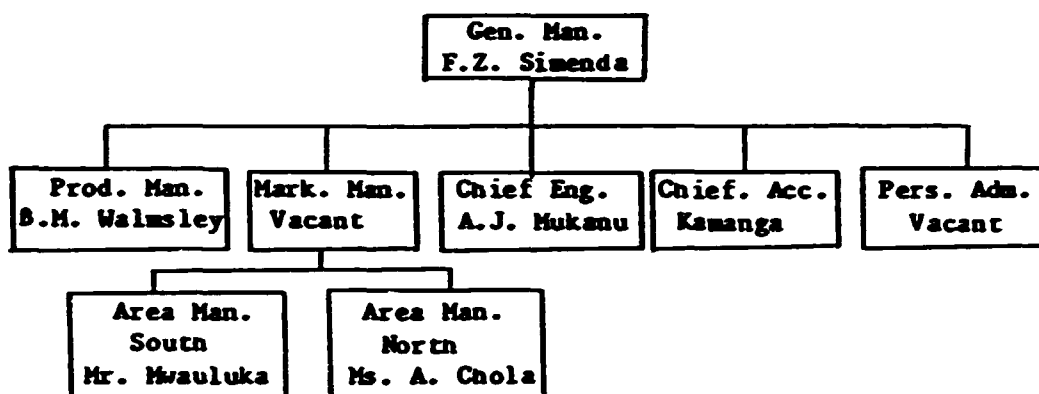 Gen. Man.
F.Z. Simenda
Prod. Man.
B.M. Walmsley
Mark. Man.
Vacant
Chief Eng.
A.J. Mukanu
Chief. Acc.
Kamanga
Pers. Adm.
Vacant
Area Man.
South
Mr. Mwauluka
Area Man.
North
Ms. A. Chola